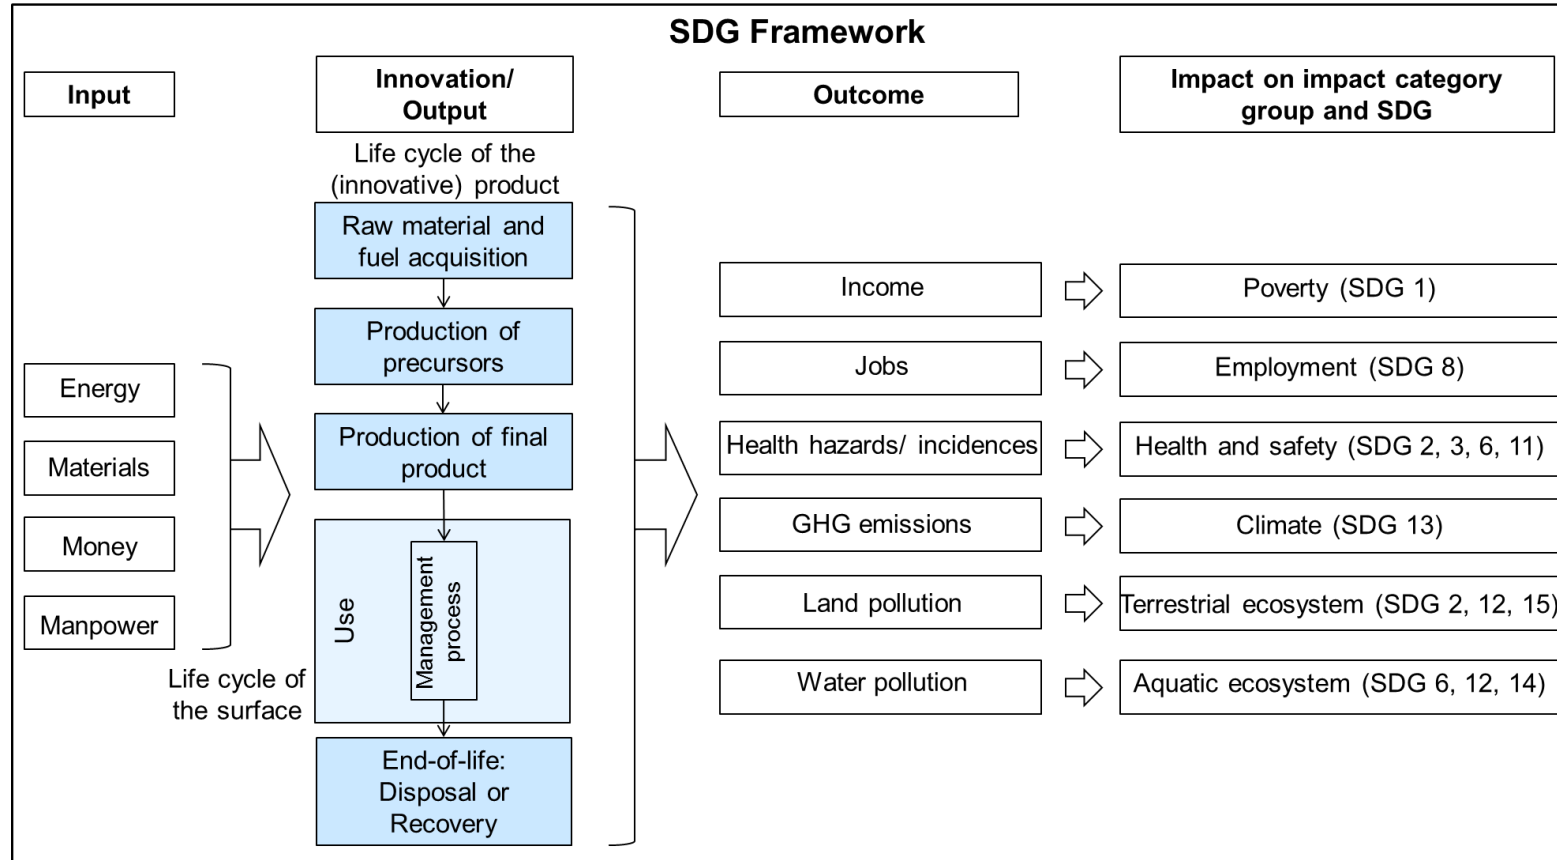 SDG Framework
Input
Innovation/
Output
Outcome
Impact on impact category
group and SDG
Life cycle of the
(innovative) product
Raw material and
fuel acquisition
Production of
precursors
Production of final
product
Use
Management
process
End-of-life:
Disposal or
Recovery
Energy
Materials
Money
Manpower
Life cycle of
the surface
Income
Poverty (SDG 1)
Jobs
Employment (SDG 8)
Health hazards/ incidences
Health and safety (SDG 2, 3, 6, 11)
GHG emissions
Climate (SDG 13)
Land pollution
Terrestrial ecosystem (SDG 2, 12, 15)
Water pollution
Aquatic ecosystem (SDG 6, 12, 14)